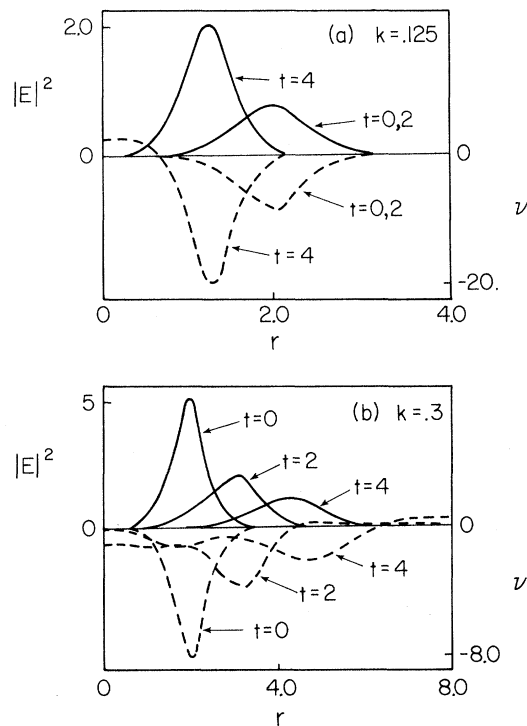 2.0
(a) k=.125
|E|²
t=4
t=0,2
0
0
t=0,2
t=4
ν
-20.
0
2.0
4.0
r
5
(b) k=.3
t=0
|E|²
t=2
t=4
0
0
t=4
t=2
ν
t=0
-8.0
0
4.0
8.0
r